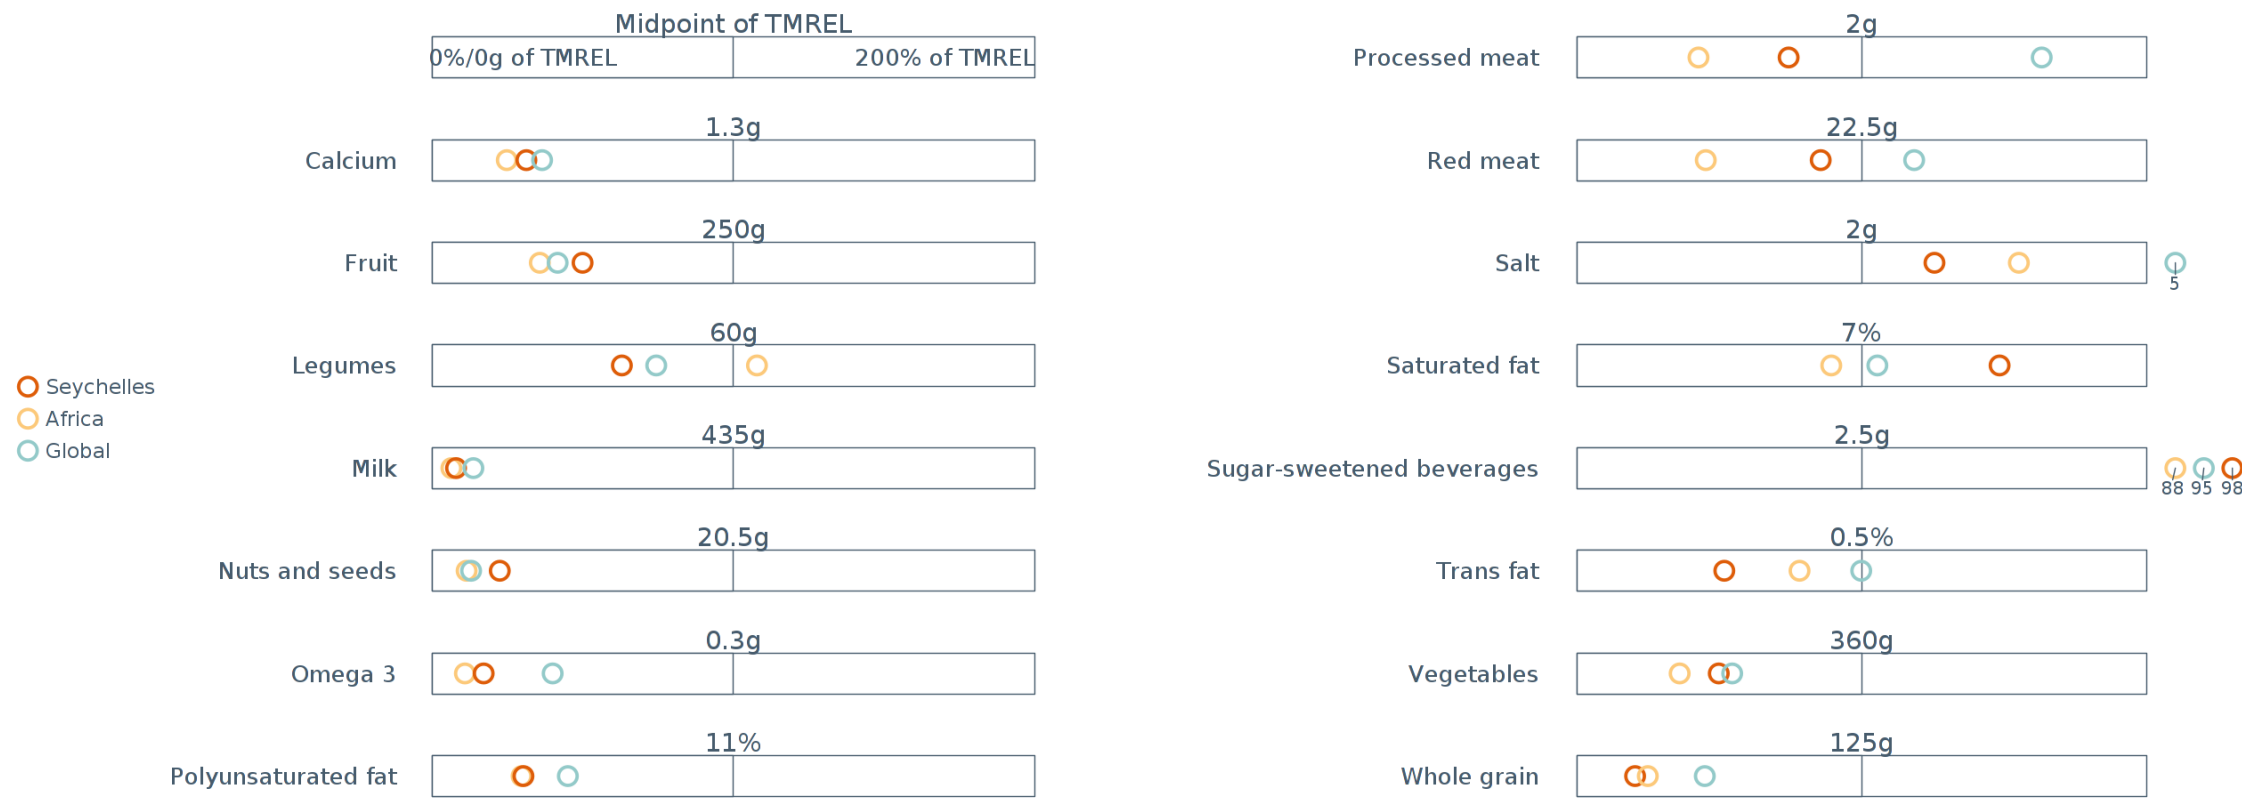 Midpoint of TMREL
0%/0g of TMREL
200% of TMREL
1.3g
Calcium
250g
Fruit
60g
Legumes
435g
Milk
20.5g
Nuts and seeds
0.3g
Omega 3
11%
Polyunsaturated fat
Seychelles
Africa
Global
2g
Processed meat
22.5g
Red meat
2g
Salt
5
7%
Saturated fat
2.5g
Sugar-sweetened beverages
88 95 98
0.5%
Trans fat
360g
Vegetables
125g
Whole grain